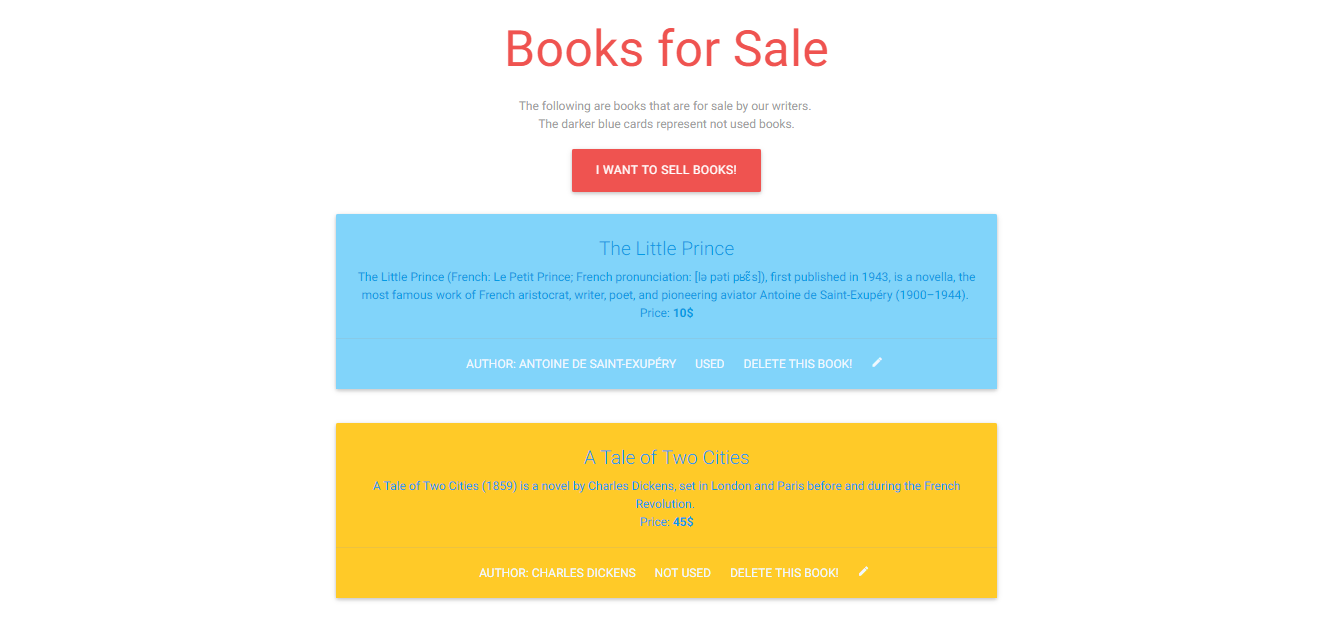 Books for Sale
The following are books that are for sale by our writers.
The darker blue cards represent not used books.
I WANT TO SELL BOOKS!
The Little Prince
The Little Prince (French: Le Petit Prince; French pronunciation: [lə pəti pʁɛ̃s]), first published in 1943, is a novella, the
most famous work of French aristocrat, writer, poet, and pioneering aviator Antoine de Saint-Exupéry (1900–1944).
Price: 10$
AUTHOR: ANTOINE DE SAINT-EXUPÉRY USED DELETE THIS BOOK!
A Tale of Two Cities
A Tale of Two Cities (1859) is a novel by Charles Dickens, set in London and Paris before and during the French
Revolution.
Price: 45$
AUTHOR: CHARLES DICKENS NOT USED DELETE THIS BOOK!